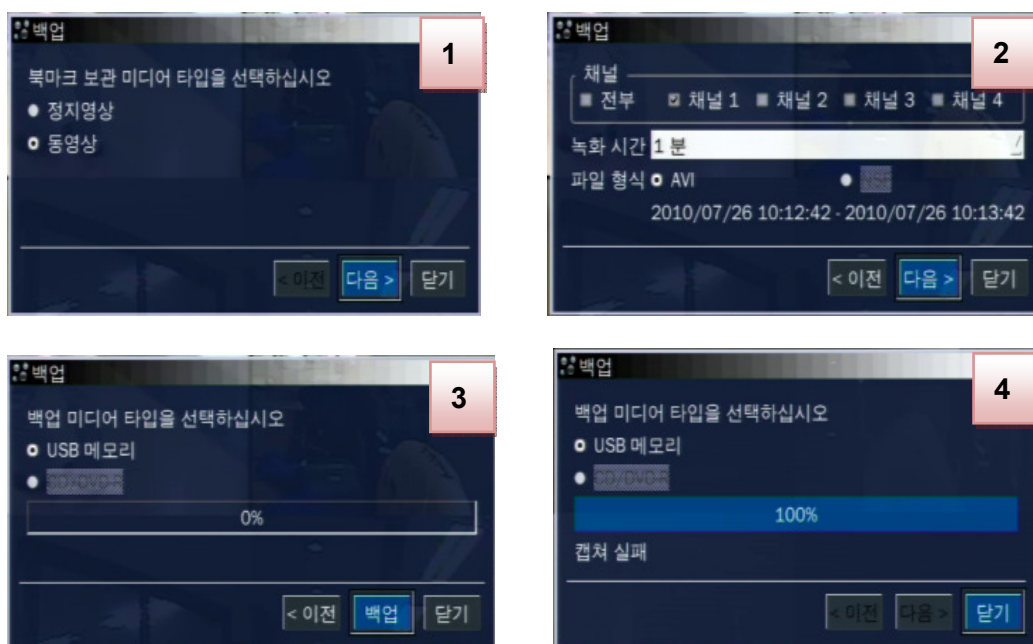 백업
1
북마크 보관 미디어 타입을 선택하십시오
정지영상
동영상
< 이전 다음 > 닫기
백업
2
채널
전부 채널 1 채널 2 채널 3 채널 4
녹화 시간 1 분
파일 형식 AVI
2010/07/26 10:12:42 - 2010/07/26 10:13:42
< 이전 다음 > 닫기
백업
3
백업 미디어 타입을 선택하십시오
USB 메모리
CD/DVD-R
0%
< 이전 백업 닫기
백업
4
백업 미디어 타입을 선택하십시오
USB 메모리
CD/DVD-R
100%
캡쳐 실패
< 이전 다음 > 닫기